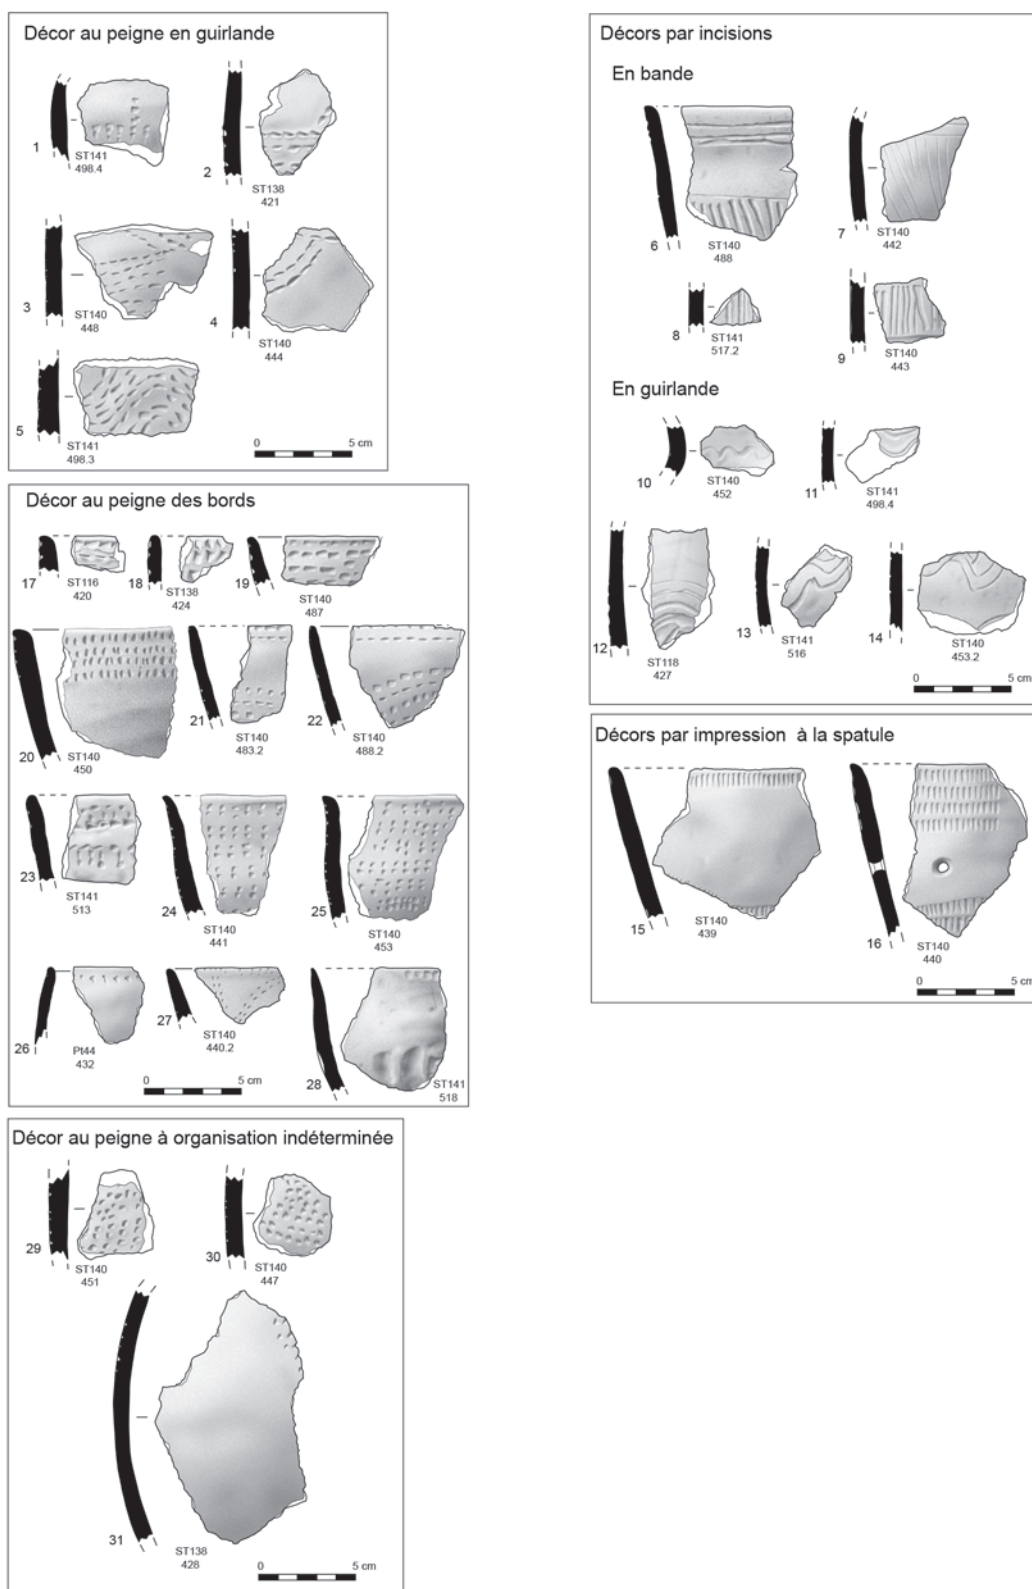 Décor au peigne en guirlande
1
ST141
498.4
2
ST138
421
3
ST140
448
4
ST140
444
5
ST141
498.3
0 5 cm
Décor au peigne des bords
17
ST116
420
18
ST138
424
19
ST140
487
20
ST140
450
21
ST140
483.2
22
ST140
488.2
23
ST141
513
24
ST140
441
25
ST140
453
26
Pt44
432
27
ST140
440.2
28
ST141
518
0 5 cm
Décor au peigne à organisation indéterminée
29
ST140
451
30
ST140
447
31
ST138
428
0 5 cm
Décors par incisions
En bande
6
ST140
488
7
ST140
442
8
ST141
517.2
9
ST140
443
En guirlande
10
ST140
452
11
ST141
498.4
12
ST118
427
13
ST141
516
14
ST140
453.2
0 5 cm
Décors par impression à la spatule
15
ST140
439
16
ST140
440
0 5 cm